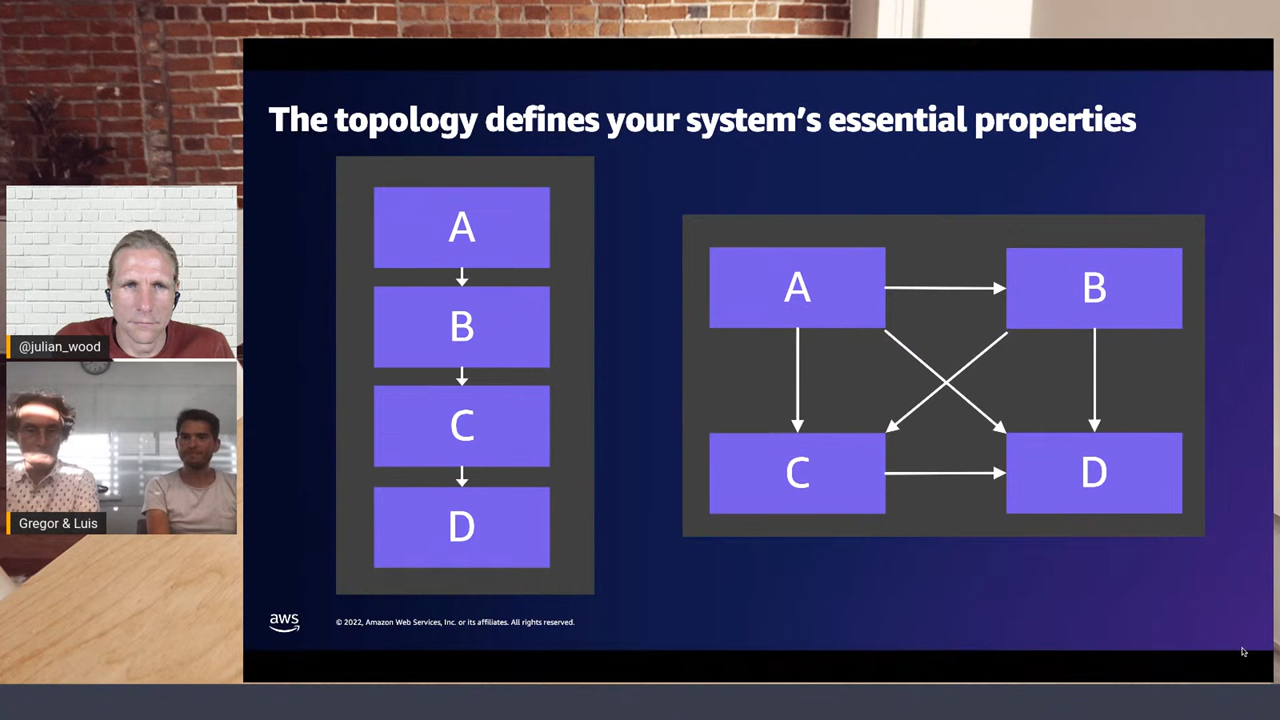 The topology defines your system's essential properties
A
B
C
D
A
B
C
D
@julian_wood
Gregor & Luis
aws
© 2022, Amazon Web Services, Inc. or its affiliates. All rights reserved.